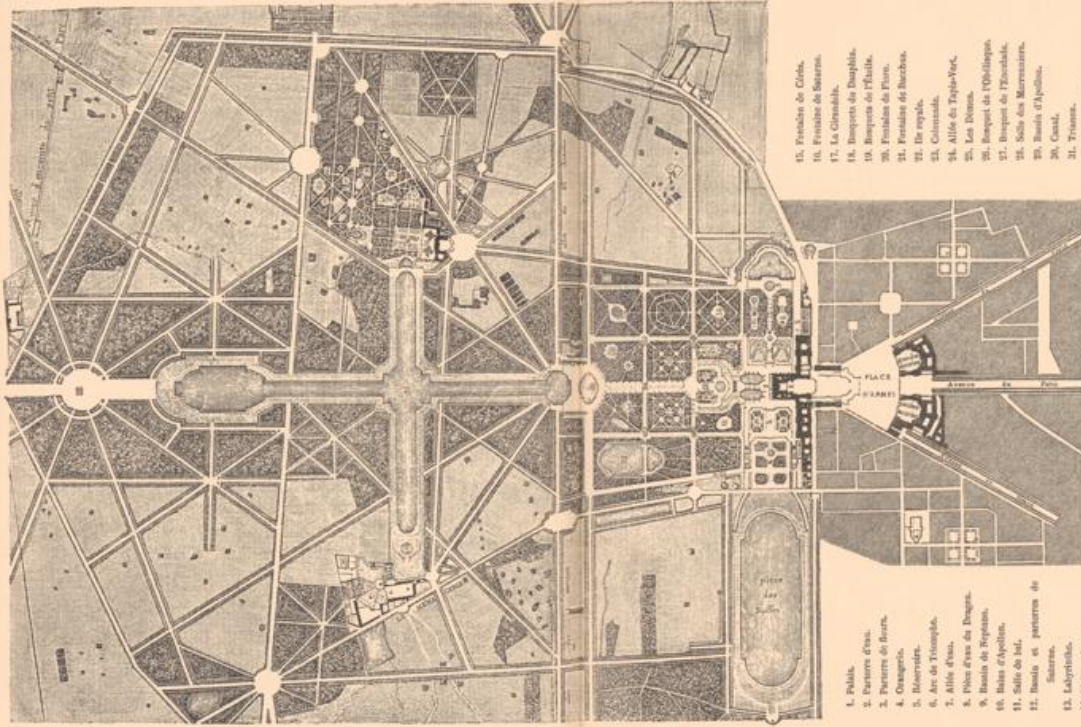 1. Palais.
2. Parterre d'eau.
3. Parterre de fleurs.
4. Orangerie.
5. Réservoirs.
6. Arc de Triomphe.
7. Allée d'eau.
8. Pièce d'eau du Dragon.
9. Bassin de Neptune.
10. Bains d'Apollon.
11. Salle de bal.
12. Bassin et parterres de
Saturne.
13. Labyrinthe.
15. Fontaine de Cérès.
16. Fontaine de Saturne.
17. La Girandole.
18. Bosquets du Dauphin.
19. Bosquets de l'Étoile.
20. Fontaine de Flore.
21. Fontaine de Bacchus.
22. Ile royale.
23. Colonnade.
24. Allée du Tapis-Vert.
25. Les Dômes.
26. Bosquet de l'Obélisque.
27. Bosquet de l'Encelade.
28. Salle des Marronniers.
29. Bassin d'Apollon.
30. Canal.
31. Trianon.
PLACE
D'ARMES
Avenue de Paris
pièce
des